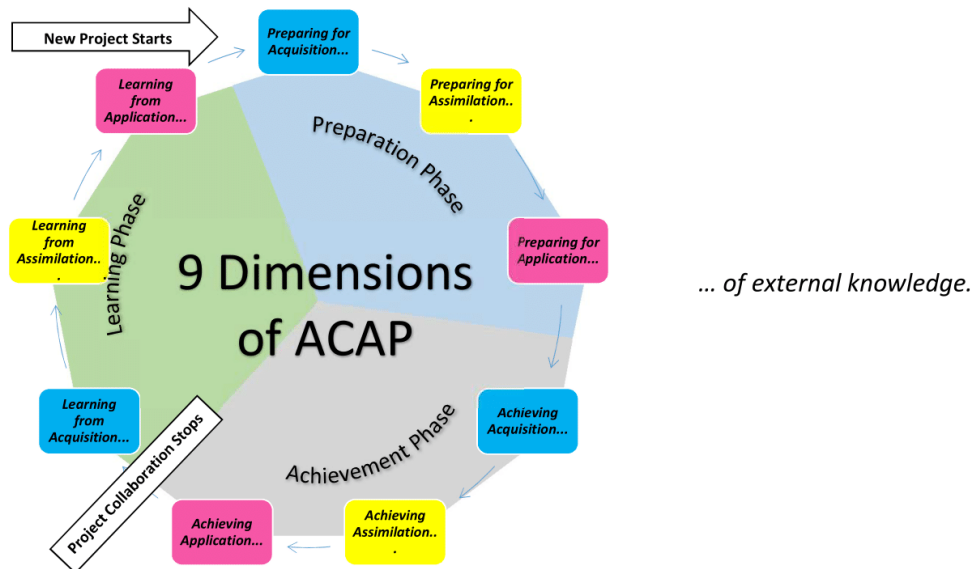 New Project Starts
Preparing for
Acquisition...
Preparing for
Assimilation..
.
Preparing for
Application...
Achieving
Acquisition...
Achieving
Assimilation..
.
Achieving
Application...
Project Collaboration Stops
Learning
from
Acquisition...
Learning
from
Assimilation..
.
Learning
from
Application...
Preparation Phase
Achievement Phase
Learning Phase
9 Dimensions
of ACAP
... of external knowledge.